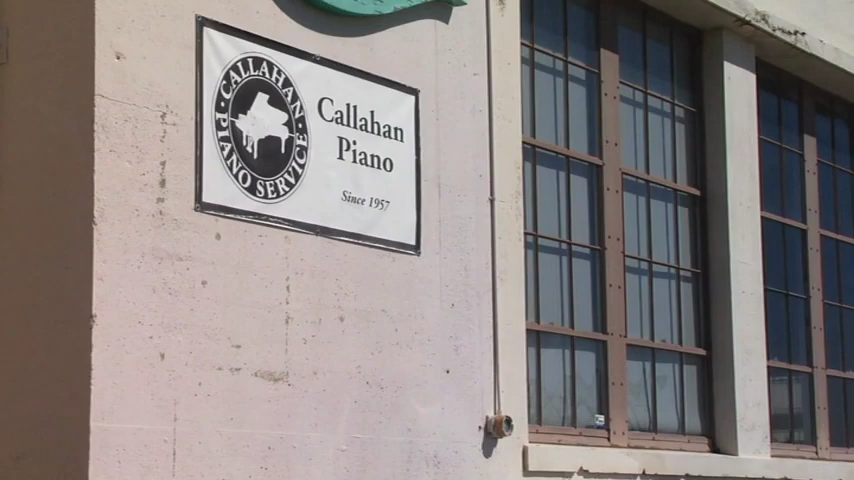 CALLAHAN
PIANO SERVICE
Callahan
Piano
Since 1957